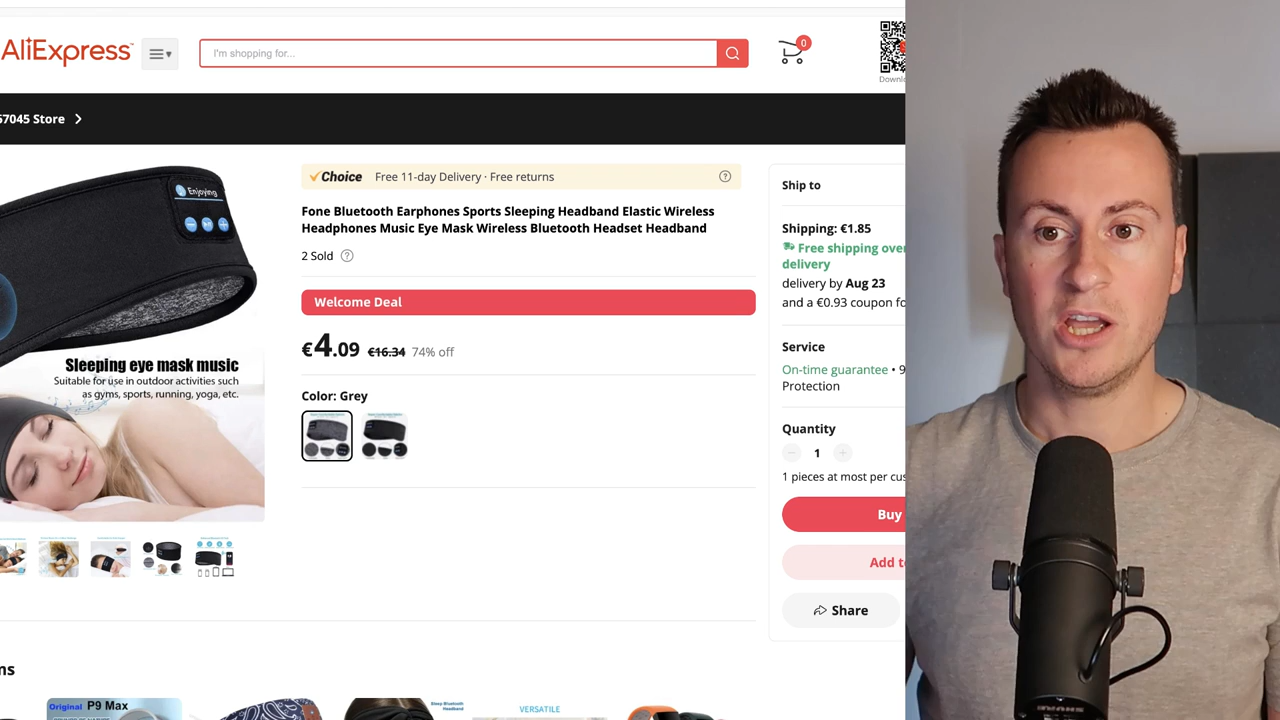 AliExpress
I'm shopping for...
0
57045 Store
Choice Free 11-day Delivery · Free returns
Fone Bluetooth Earphones Sports Sleeping Headband Elastic Wireless
Headphones Music Eye Mask Wireless Bluetooth Headset Headband
2 Sold
Welcome Deal
€4.09 €16.34 74% off
Color: Grey
Enjoying
Sleeping eye mask music
Suitable for use in outdoor activities such
as gyms, sports, running, yoga, etc.
Ship to
Shipping: €1.85
Free shipping over
delivery
delivery by Aug 23
and a €0.93 coupon
Service
On-time guarantee • 9
Protection
Quantity
1
1 pieces at most per
Buy
Add
Share
ns
Original P9 Max
Sleep Bluetooth
Headband
VERSATILE